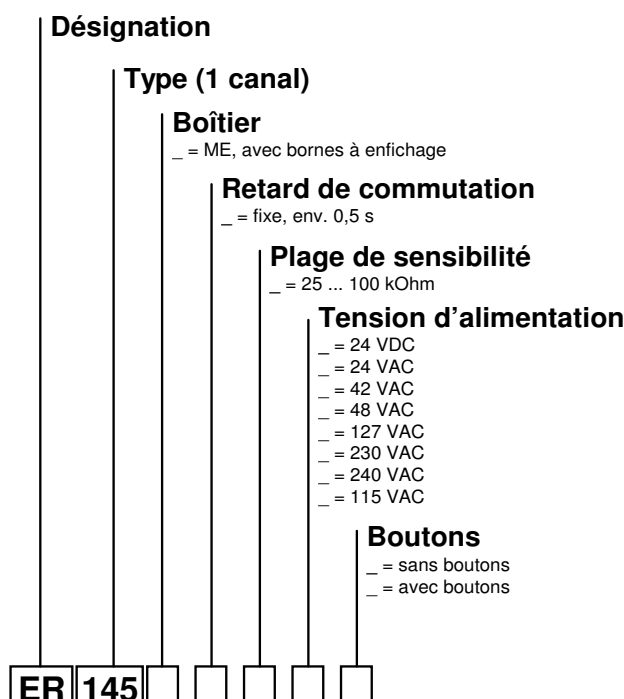 Désignation
Type (1 canal)
Boîtier
_ = ME, avec bornes à enfichage
Retard de commutation
_ = fixe, env. 0,5 s
Plage de sensibilité
_ = 25 ... 100 kOhm
Tension d'alimentation
_ = 24 VDC
_ = 24 VAC
_ = 42 VAC
_ = 48 VAC
_ = 127 VAC
_ = 230 VAC
_ = 240 VAC
_ = 115 VAC
Boutons
_ = sans boutons
_ = avec boutons
ER 145